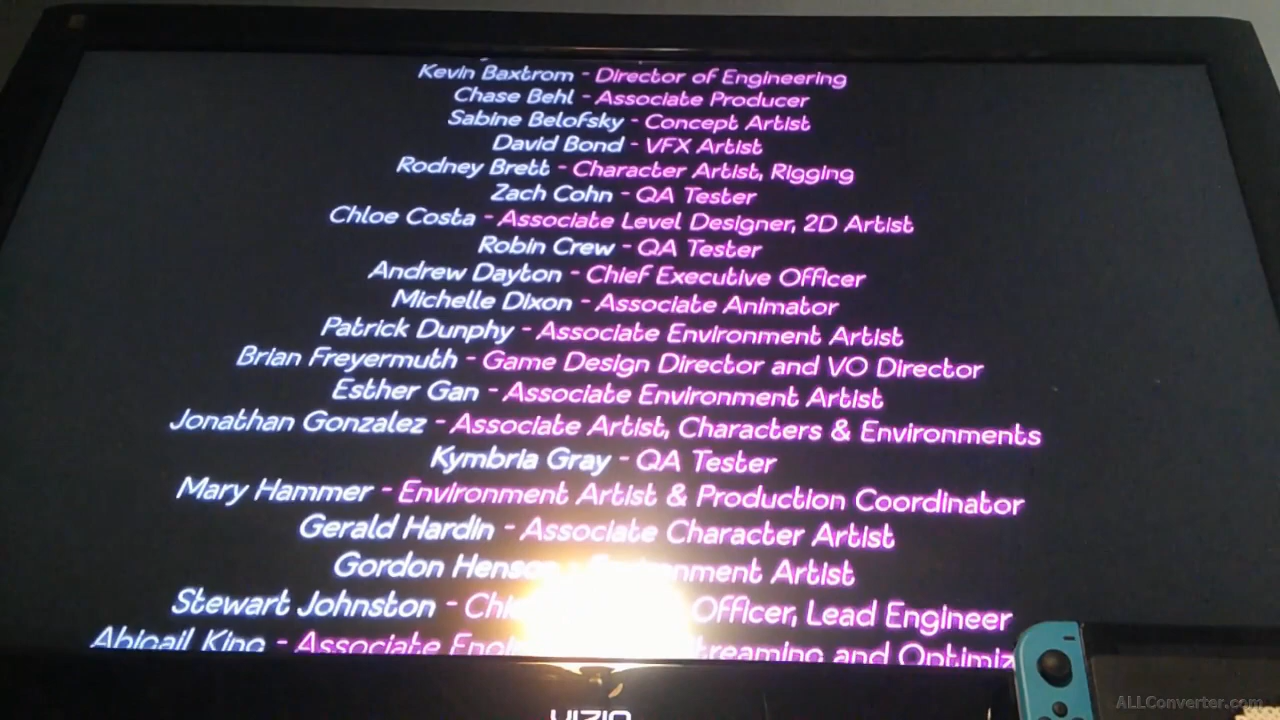 Kevin Baxtrom - Director of Engineering
Chase Behl - Associate Producer
Sabine Belofsky - Concept Artist
David Bond - VFX Artist
Rodney Brett - Character Artist, Rigging
Zach Cohn - QA Tester
Chloe Costa - Associate Level Designer, 2D Artist
Robin Crew - QA Tester
Andrew Dayton - Chief Executive Officer
Michelle Dixon - Associate Animator
Patrick Dunphy - Associate Environment Artist
Brian Freyermuth - Game Design Director and VO Director
Esther Gan - Associate Environment Artist
Jonathan Gonzalez - Associate Artist, Characters & Environments
Kymbria Gray - QA Tester
Mary Hammer - Environment Artist & Production Coordinator
Gerald Hardin - Associate Character Artist
Gordon Henson - Environment Artist
Stewart Johnston - Officer, Lead Engineer
Abigail King - Associate and
VIZIO
ALLConverter.com